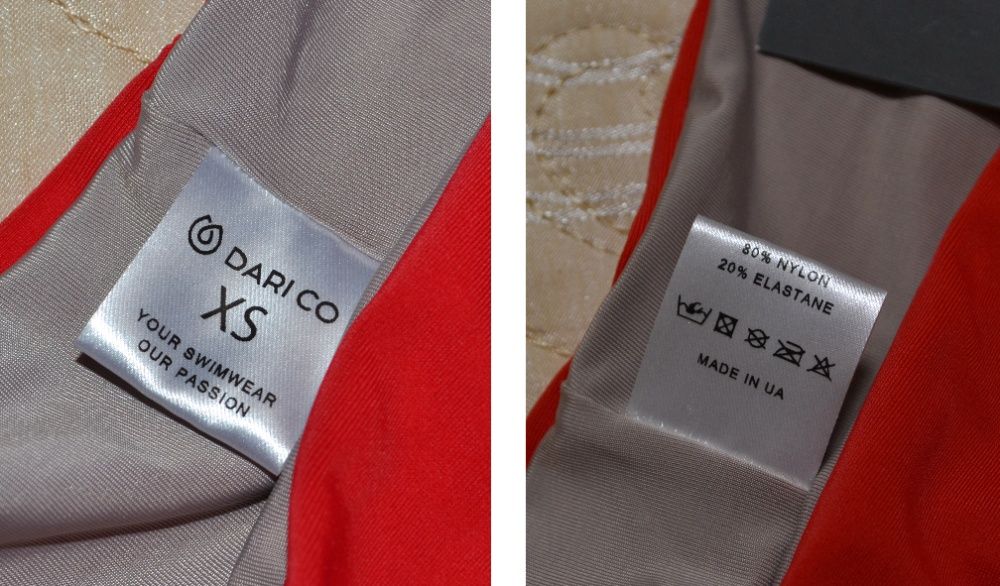 DARI CO
XS
YOUR SWIMWEAR
OUR PASSION
80% NYLON
20% ELASTANE
MADE IN UA